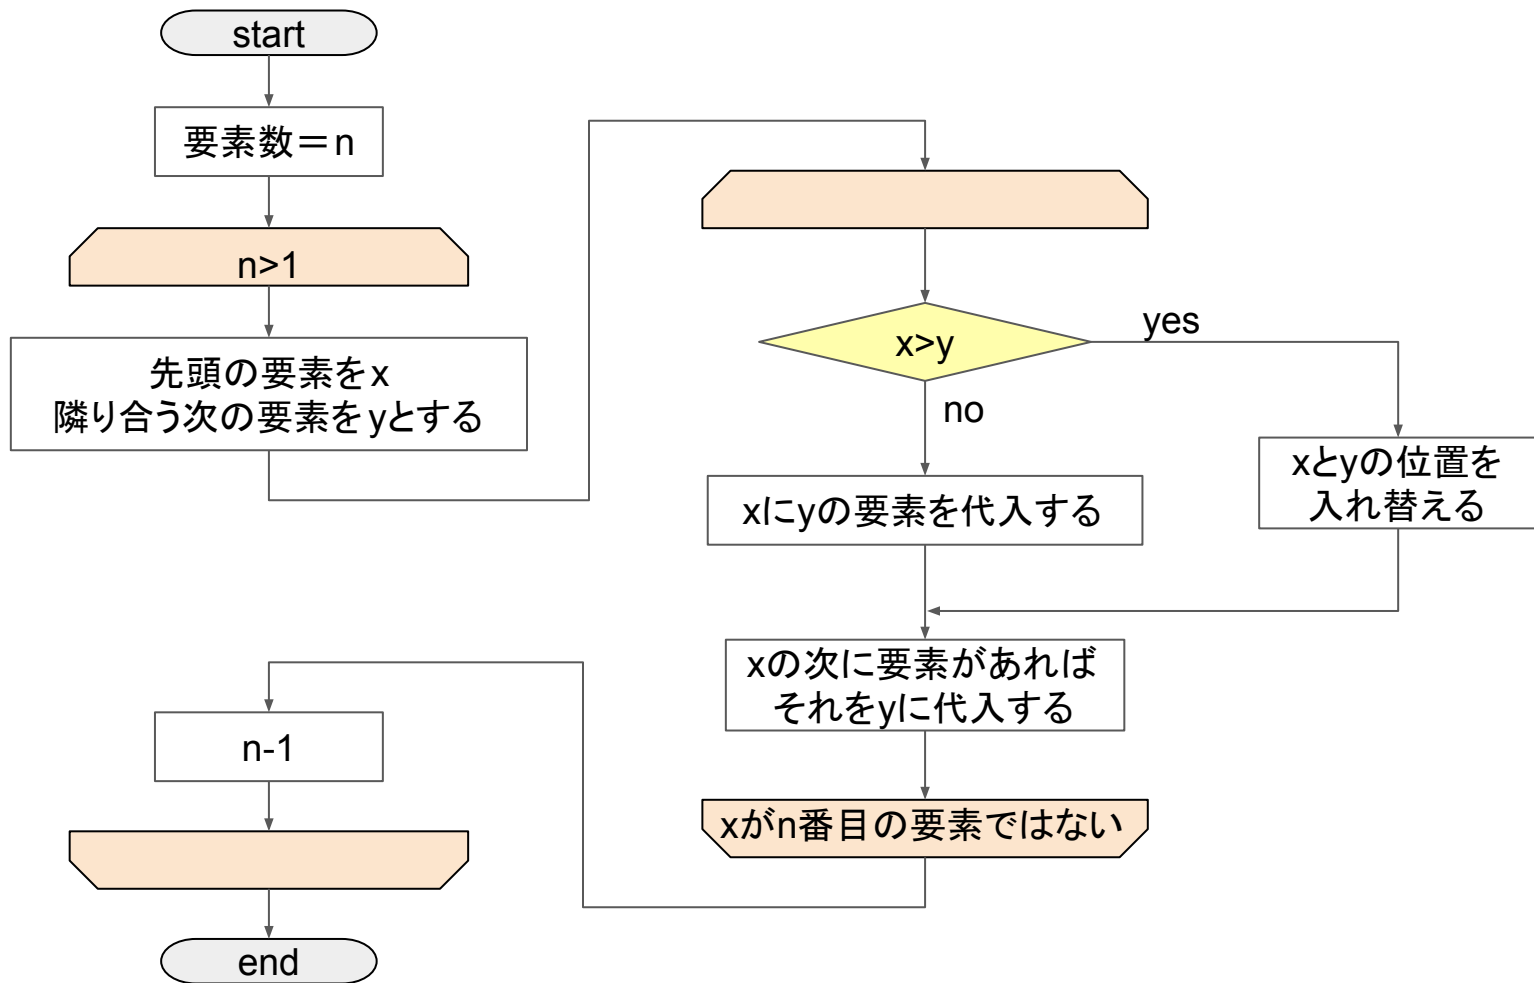 start
要素数＝n
n>1
先頭の要素をx
隣り合う次の要素をyとする
x>y
yes
no
xにyの要素を代入する
xとyの位置を
入れ替える
xの次に要素があれば
それをyに代入する
xがn番目の要素ではない
n-1
end